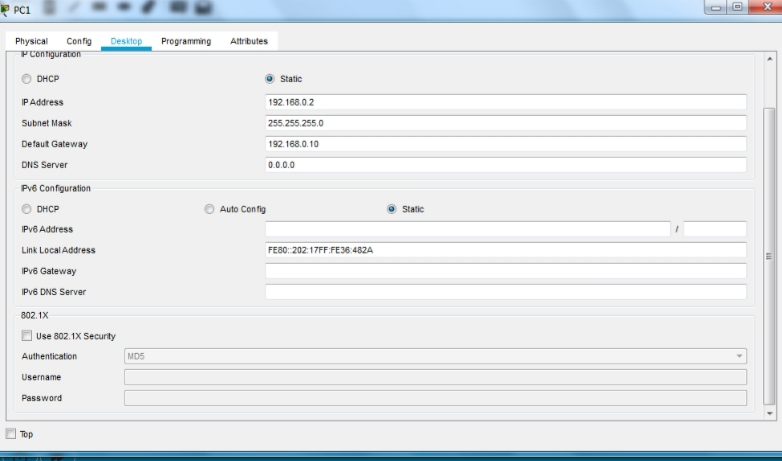 PC1
Physical Config Desktop Programming Attributes
IP Configuration
DHCP Static
IP Address 192.168.0.2
Subnet Mask 255.255.255.0
Default Gateway 192.168.0.10
DNS Server 0.0.0.0
IPv6 Configuration
DHCP Auto Config Static
IPv6 Address /
Link Local Address FE80::202:17FF:FE36:482A
IPv6 Gateway
IPv6 DNS Server
802.1X
Use 802.1X Security
Authentication MD5
Username
Password
Top